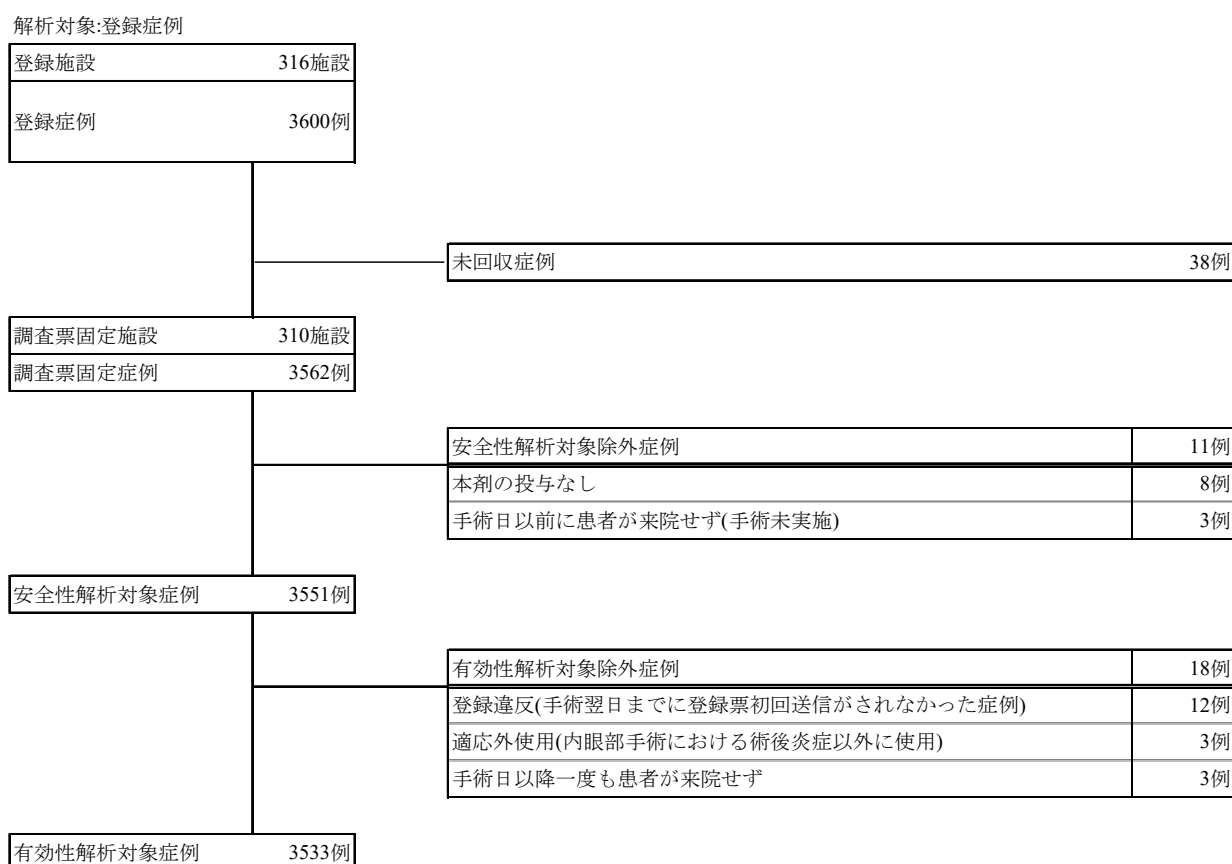 解析対象:登録症例
登録施設 316施設
登録症例 3600例
未回収症例 38例
調査票固定施設 310施設
調査票固定症例 3562例
安全性解析対象除外症例 11例
本剤の投与なし 8例
手術日以前に患者が来院せず(手術未実施) 3例
安全性解析対象症例 3551例
有効性解析対象除外症例 18例
登録違反(手術翌日までに登録票初回送信がされなかった症例) 12例
適応外使用(内眼部手術における術後炎症以外に使用) 3例
手術日以降一度も患者が来院せず 3例
有効性解析対象症例 3533例